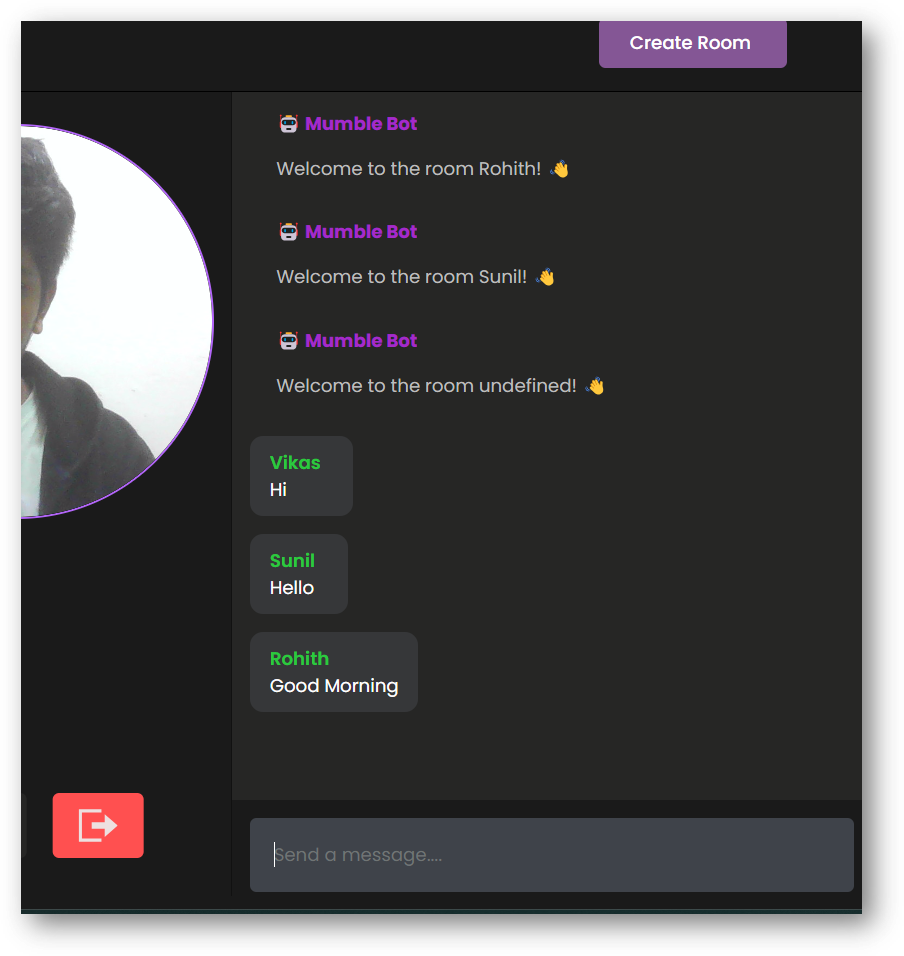 Create Room
🤖 Mumble Bot
Welcome to the room Rohith! 👋
🤖 Mumble Bot
Welcome to the room Sunil! 👋
🤖 Mumble Bot
Welcome to the room undefined! 👋
Vikas
Hi
Sunil
Hello
Rohith
Good Morning
Send a message....